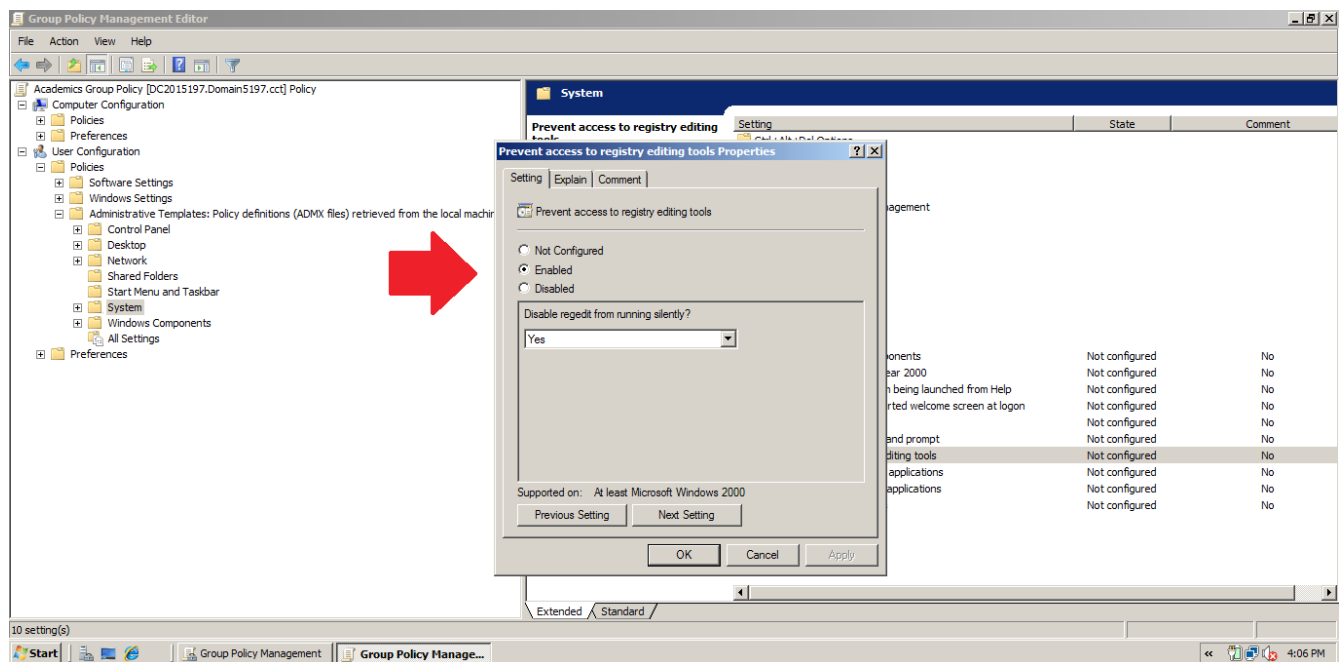 Group Policy Management Editor
File Action View Help
Academics Group Policy [DC2015197.Domain5197.cct] Policy
Computer Configuration
Policies
Preferences
User Configuration
Policies
Software Settings
Windows Settings
Administrative Templates: Policy definitions (ADMX files) retrieved from the local machin
Control Panel
Desktop
Network
Shared Folders
Start Menu and Taskbar
System
Windows Components
All Settings
Preferences
System
Prevent access to registry editing
tools
Setting State Comment
Ctrl+Alt+Del Options
Prevent access to registry editing tools Properties
Setting Explain Comment
Prevent access to registry editing tools
Not Configured
Enabled
Disabled
Disable regedit from running silently?
Yes
Supported on: At least Microsoft Windows 2000
Previous Setting Next Setting
OK Cancel Apply
agement
onents Not configured No
ear 2000 Not configured No
n being launched from Help Not configured No
rted welcome screen at logon Not configured No
Not configured No
and prompt Not configured No
diting tools Not configured No
applications Not configured No
applications Not configured No
Not configured No
Extended Standard
10 setting(s)
Start Group Policy Management Group Policy Manage... « 4:06 PM